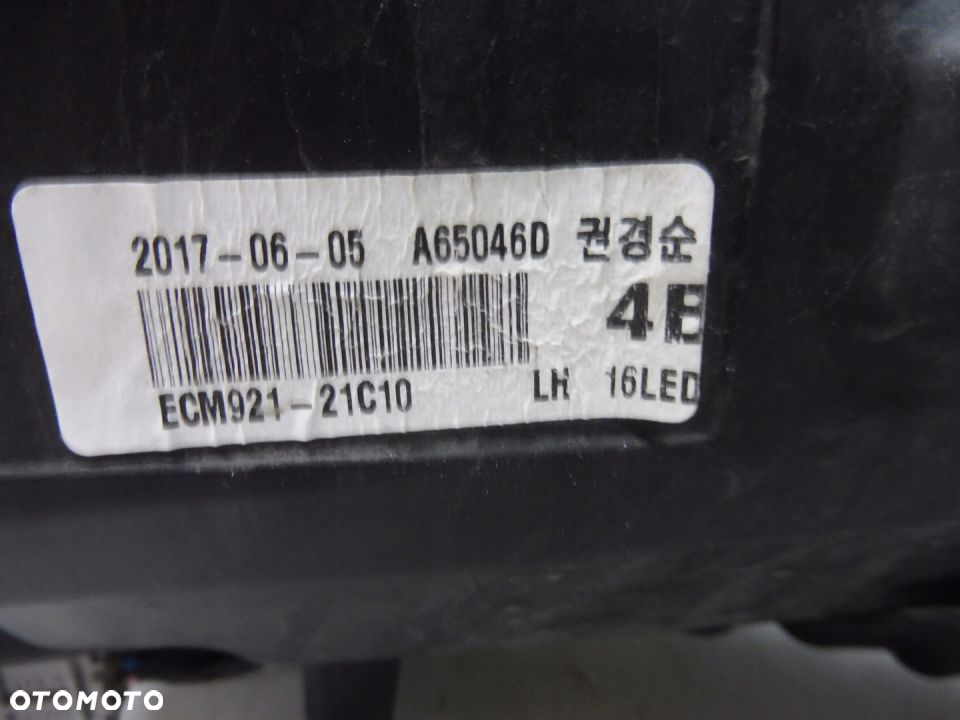 2017-06-05 A65046D 권경순
4B
ECM921-21C10 LH 16LED
OTOMOTO